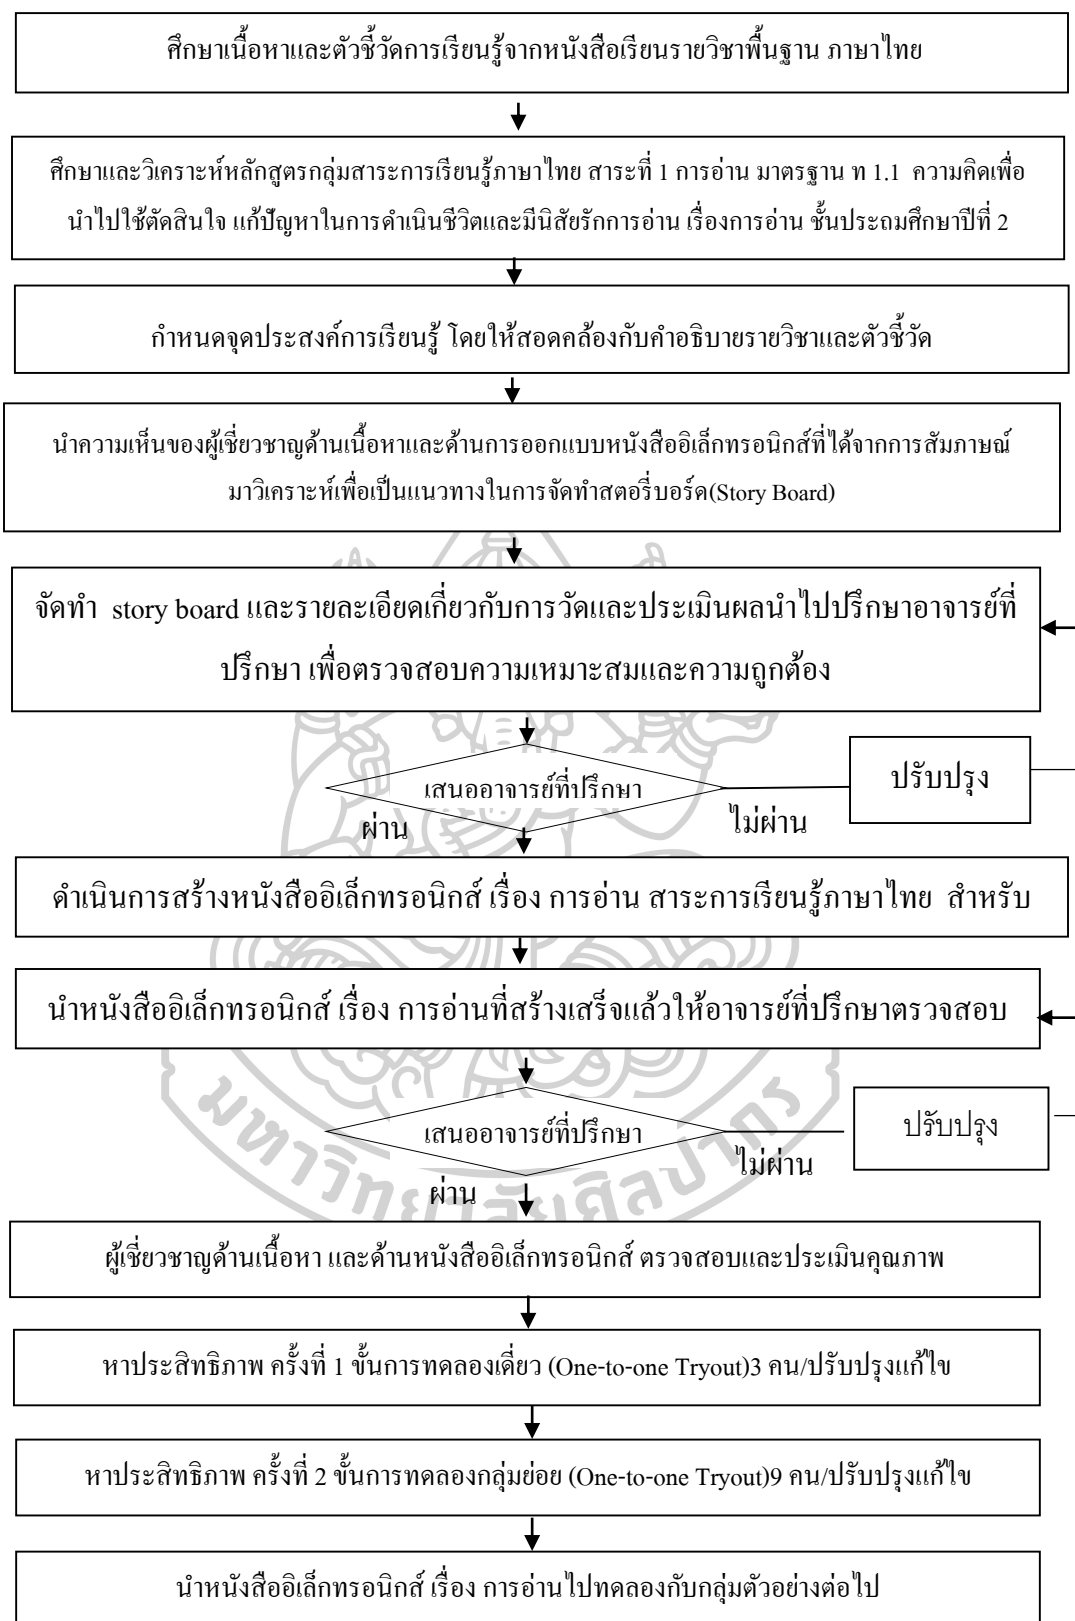 ศึกษาเนื้อหาและตัวชี้วัดการเรียนรู้จากหนังสือเรียนรายวิชาพื้นฐาน ภาษาไทย
ศึกษาและวิเคราะห์หลักสูตรกลุ่มสาระการเรียนรู้ภาษาไทย สาระที่ 1 การอ่าน มาตรฐาน ท 1.1 ความคิดเพื่อ
นำไปใช้ตัดสินใจ แก้ปัญหาในการดำเนินชีวิตและมีนิสัยรักการอ่าน เรื่องการอ่าน ชั้นประถมศึกษาปีที่ 2
กำหนดจุดประสงค์การเรียนรู้ โดยให้สอดคล้องกับคำอธิบายรายวิชาและตัวชี้วัด
นำความเห็นของผู้เชี่ยวชาญด้านเนื้อหาและด้านการออกแบบหนังสืออิเล็กทรอนิกส์ที่ได้จากการสัมภาษณ์
มาวิเคราะห์เพื่อเป็นแนวทางในการจัดทำสตอรี่บอร์ด(Story Board)
จัดทำ story board และรายละเอียดเกี่ยวกับการวัดและประเมินผลนำไปปรึกษาอาจารย์ที่
ปรึกษา เพื่อตรวจสอบความเหมาะสมและความถูกต้อง
เสนออาจารย์ที่ปรึกษา
ปรับปรุง
ผ่าน
ไม่ผ่าน
ดำเนินการสร้างหนังสืออิเล็กทรอนิกส์ เรื่อง การอ่าน สาระการเรียนรู้ภาษาไทย สำหรับ
นำหนังสืออิเล็กทรอนิกส์ เรื่อง การอ่านที่สร้างเสร็จแล้วให้อาจารย์ที่ปรึกษาตรวจสอบ
เสนออาจารย์ที่ปรึกษา
ปรับปรุง
ไม่ผ่าน
ผ่าน
มหาวิทยาลัยศิลปากร
ผู้เชี่ยวชาญด้านเนื้อหา และด้านหนังสืออิเล็กทรอนิกส์ ตรวจสอบและประเมินคุณภาพ
หาประสิทธิภาพ ครั้งที่ 1 ขั้นการทดลองเดี่ยว (One-to-one Tryout)3 คน/ปรับปรุงแก้ไข
หาประสิทธิภาพ ครั้งที่ 2 ขั้นการทดลองกลุ่มย่อย (One-to-one Tryout)9 คน/ปรับปรุงแก้ไข
นำหนังสืออิเล็กทรอนิกส์ เรื่อง การอ่านไปทดลองกับกลุ่มตัวอย่างต่อไป